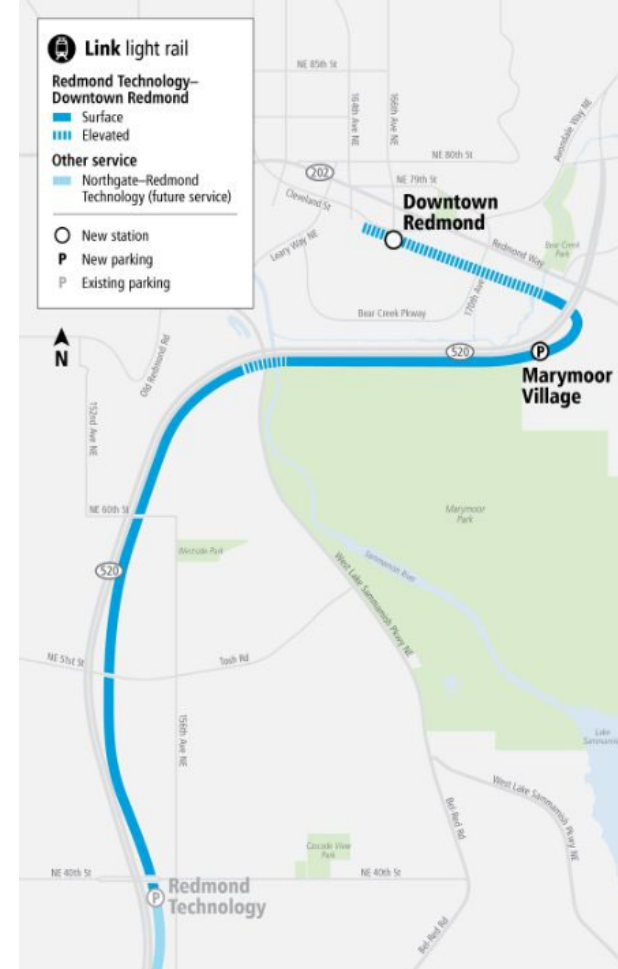 Link light rail
Redmond Technology–
Downtown Redmond
Surface
Elevated
Other service
Northgate–Redmond
Technology (future service)
New station
P New parking
P Existing parking
N
NE 85th St
164th Ave NE
166th Ave NE
Avondale Way NE
NE 80th St
202
NE 79th St
Cleveland St
Downtown
Redmond
Leary Way NE
Redmond Way
Bear Creek
Park
170th Ave
Bear Creek Pkway
520
P
Marymoor
Village
Old Redmond Rd
152nd Ave NE
NE 60th St
Marymoor
Park
Westside Park
520
Sammamish River
West Lake Sammamish Pkwy NE
NE 51st St
Tosh Rd
156th Ave NE
Lake
West Lake Sammamish Pkwy NE
Bel-Red Rd
Cascade View
Park
NE 40th St
NE 40th St
P
Redmond
Technology
Bel-Red Rd